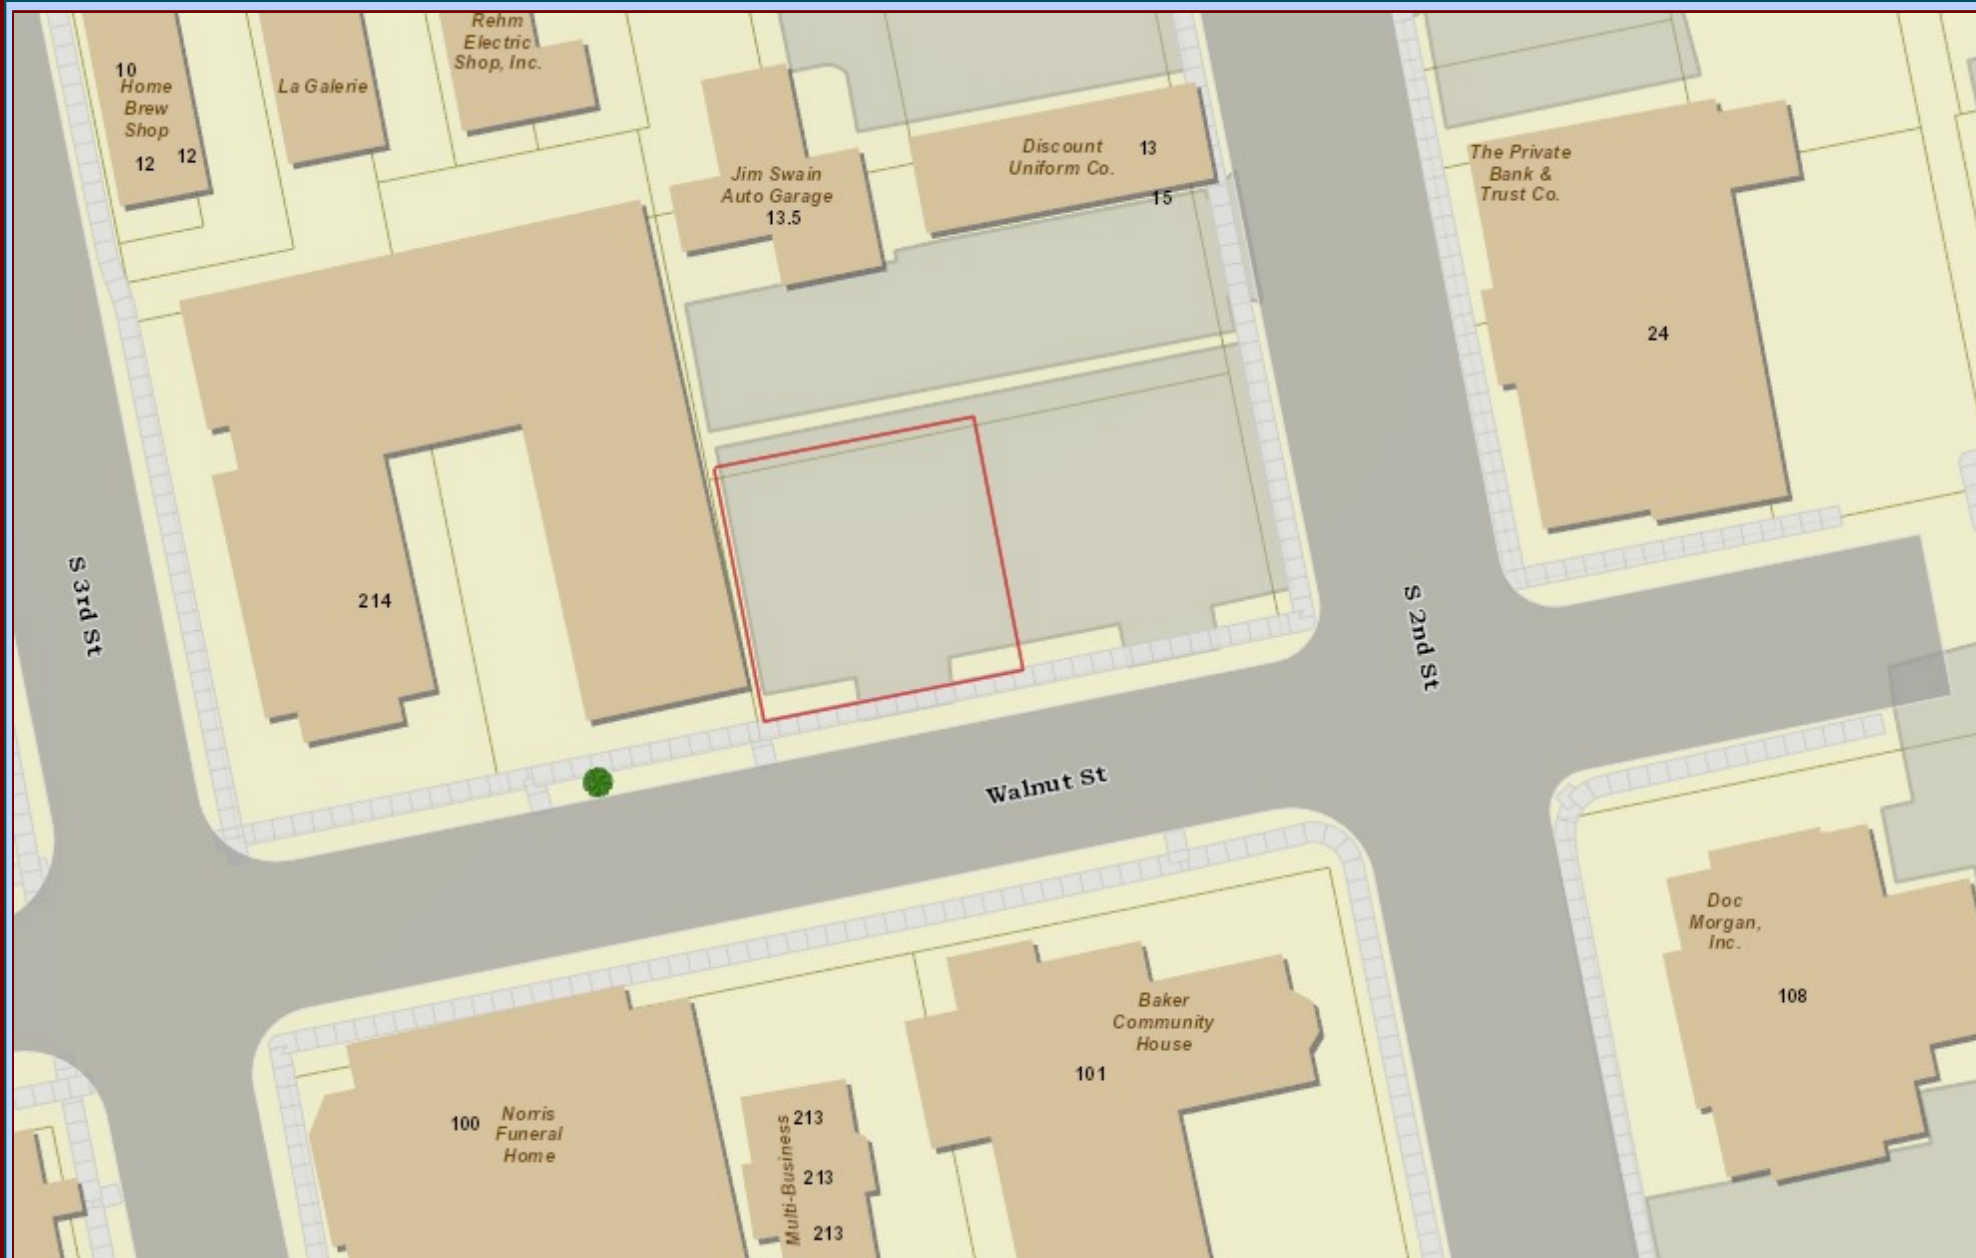 Rehm
Electric
Shop, Inc.
10
Home
Brew
Shop
12
12
La Galerie
Jim Swain
Auto Garage
13.5
Discount
Uniform Co.
13
15
The Private
Bank &
Trust Co.
24
214
S 3rd St
S 2nd St
Walnut St
Doc
Morgan,
Inc.
108
Baker
Community
House
101
100
Norris
Funeral
Home
Multi-Business
213
213
213